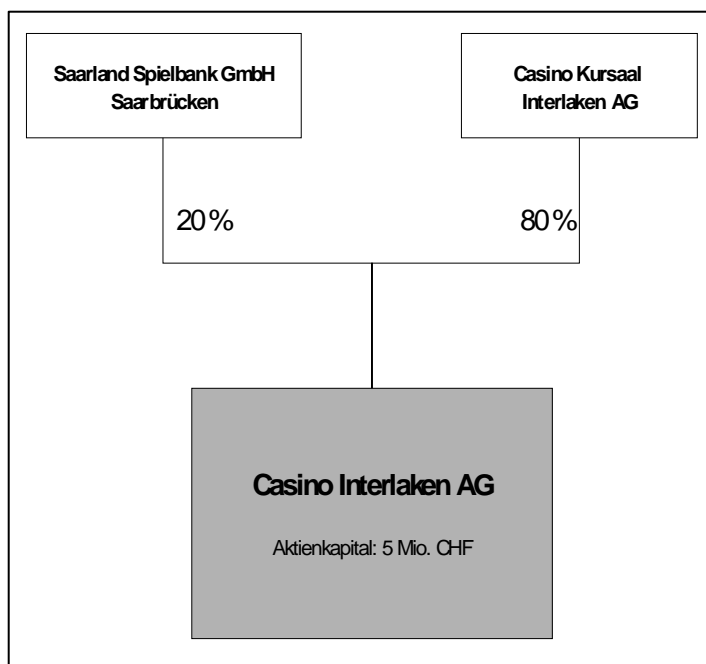 Saarland Spielbank GmbH
Saarbrücken
Casino Kursaal
Interlaken AG
20%
80%
Casino Interlaken AG
Aktienkapital: 5 Mio. CHF